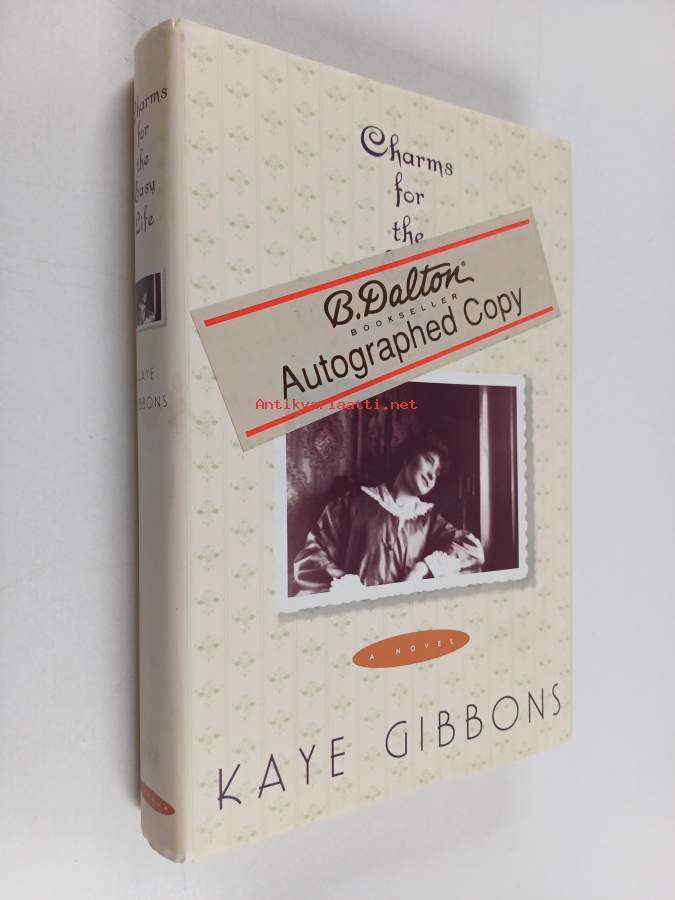 Charms
for
the
Easy
Life
KAYE
GIBBONS
Charms
for
the
B.Dalton®
BOOKSELLER
Autographed Copy
Antikvariaatti.net
A NOVEL
KAYE GIBBONS